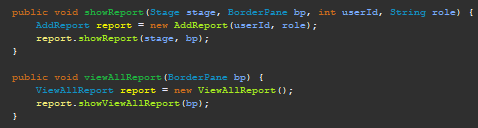 public void showReport(Stage stage, BorderPane bp, int userId, String role) {
    AddReport report = new AddReport(userId, role);
    report.showReport(stage, bp);
}

public void viewAllReport(BorderPane bp) {
    ViewAllReport report = new ViewAllReport();
    report.showViewAllReport(bp);
}